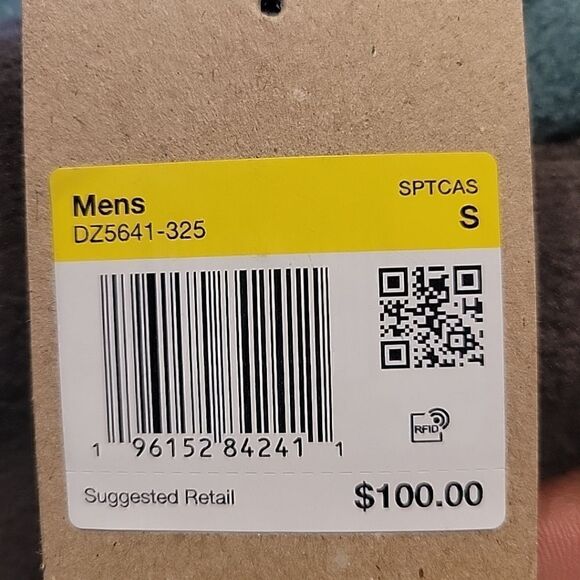 Mens
SPTCAS
DZ5641-325
S
RFID
1 96152 84241 1
Suggested Retail
$100.00